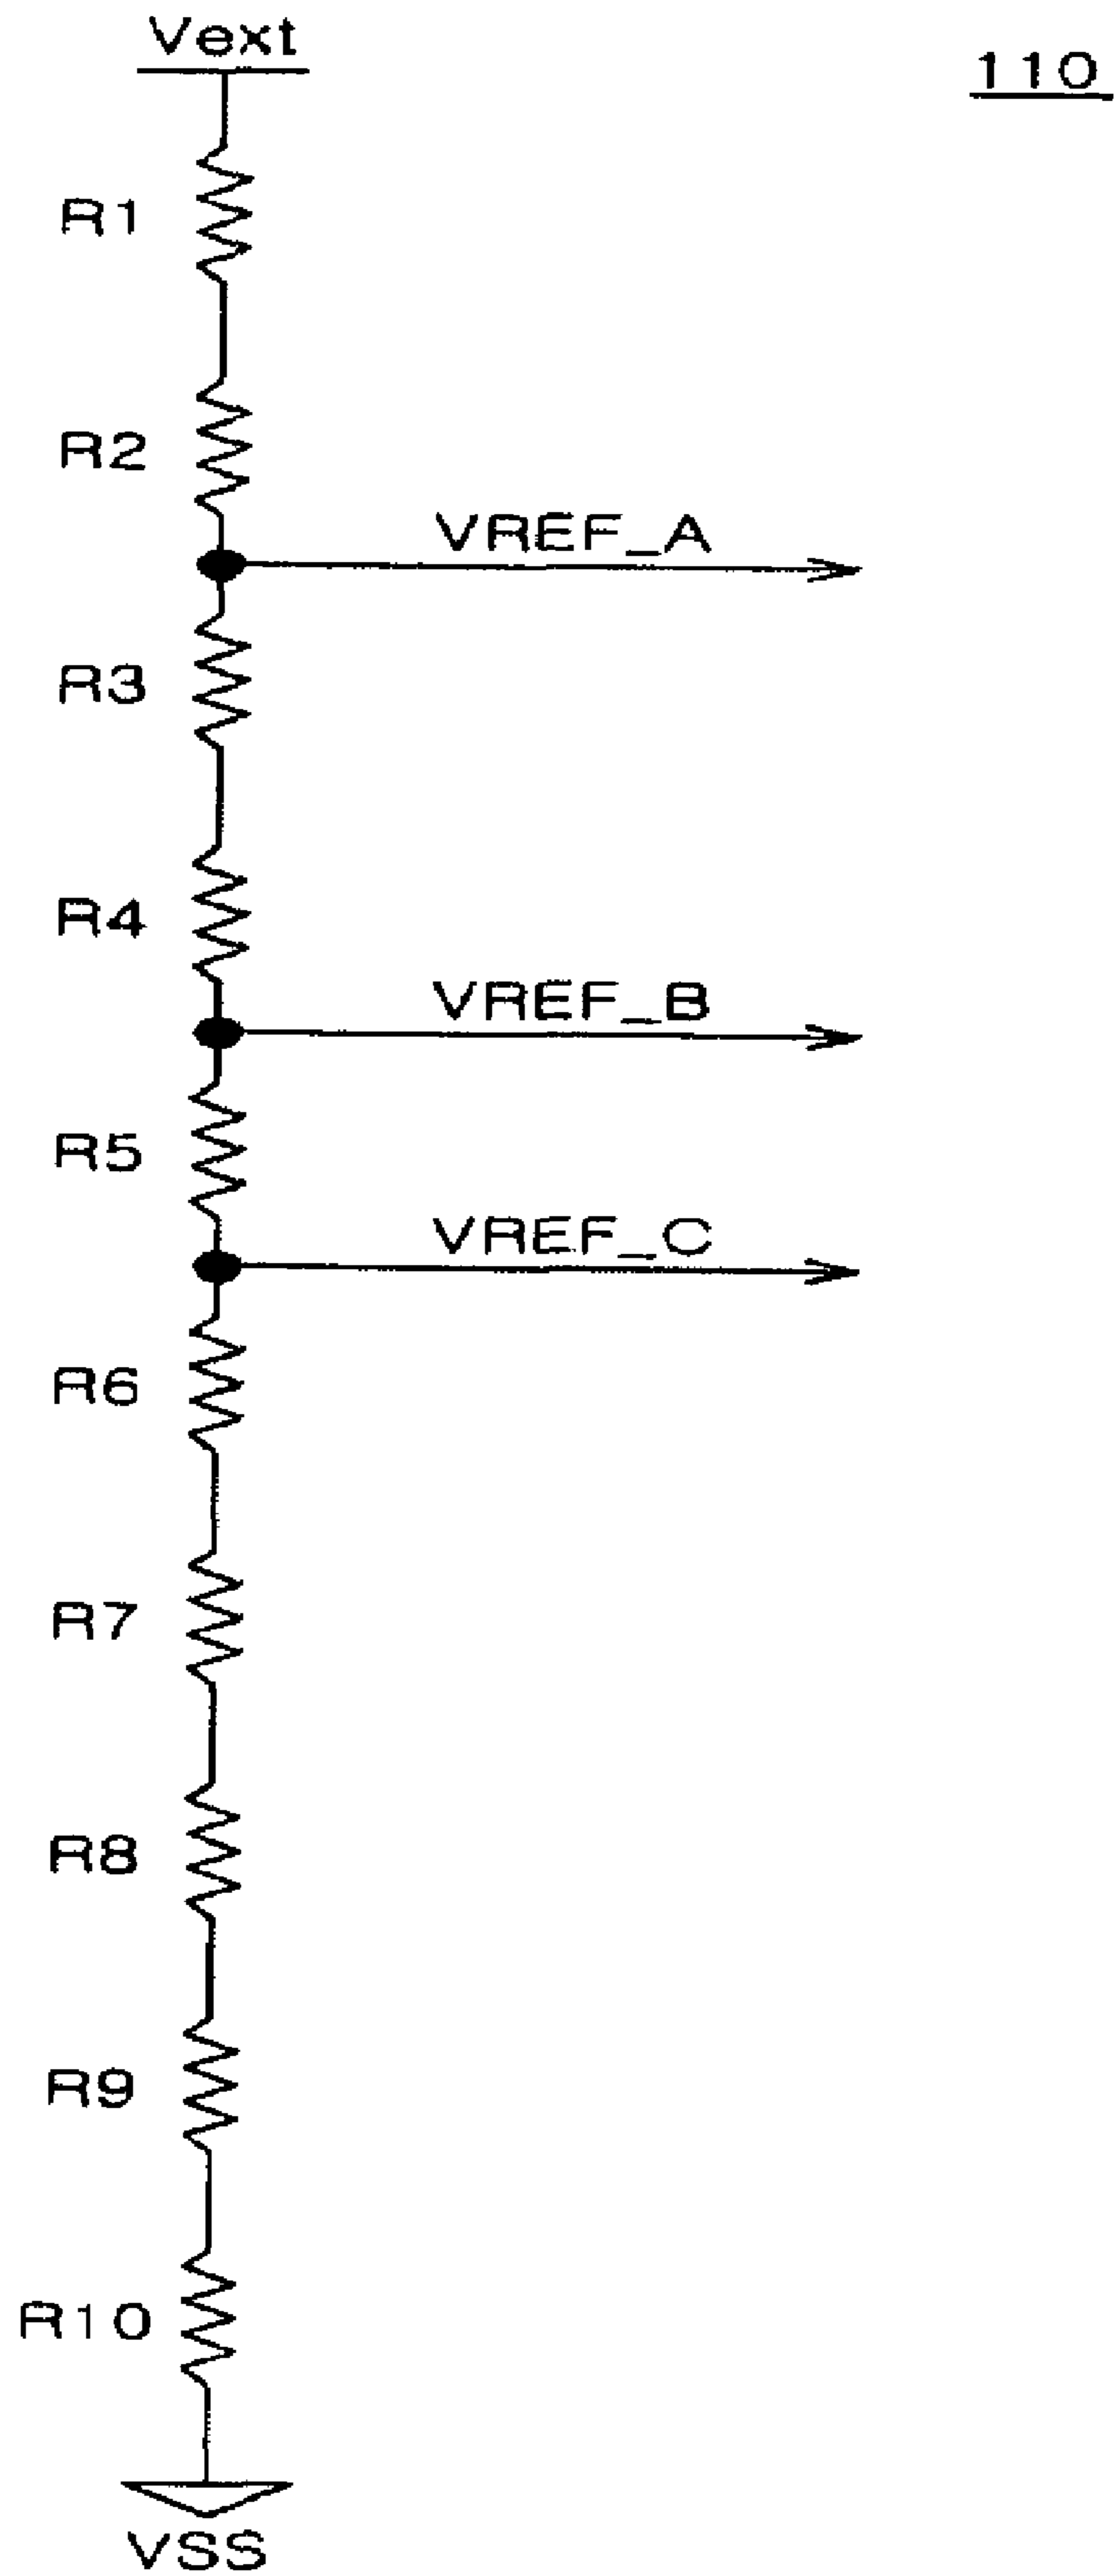 Vext
110
R1
R2
VREF_A
R3
R4
VREF_B
R5
VREF_C
R6
R7
R8
R9
R10
VSS